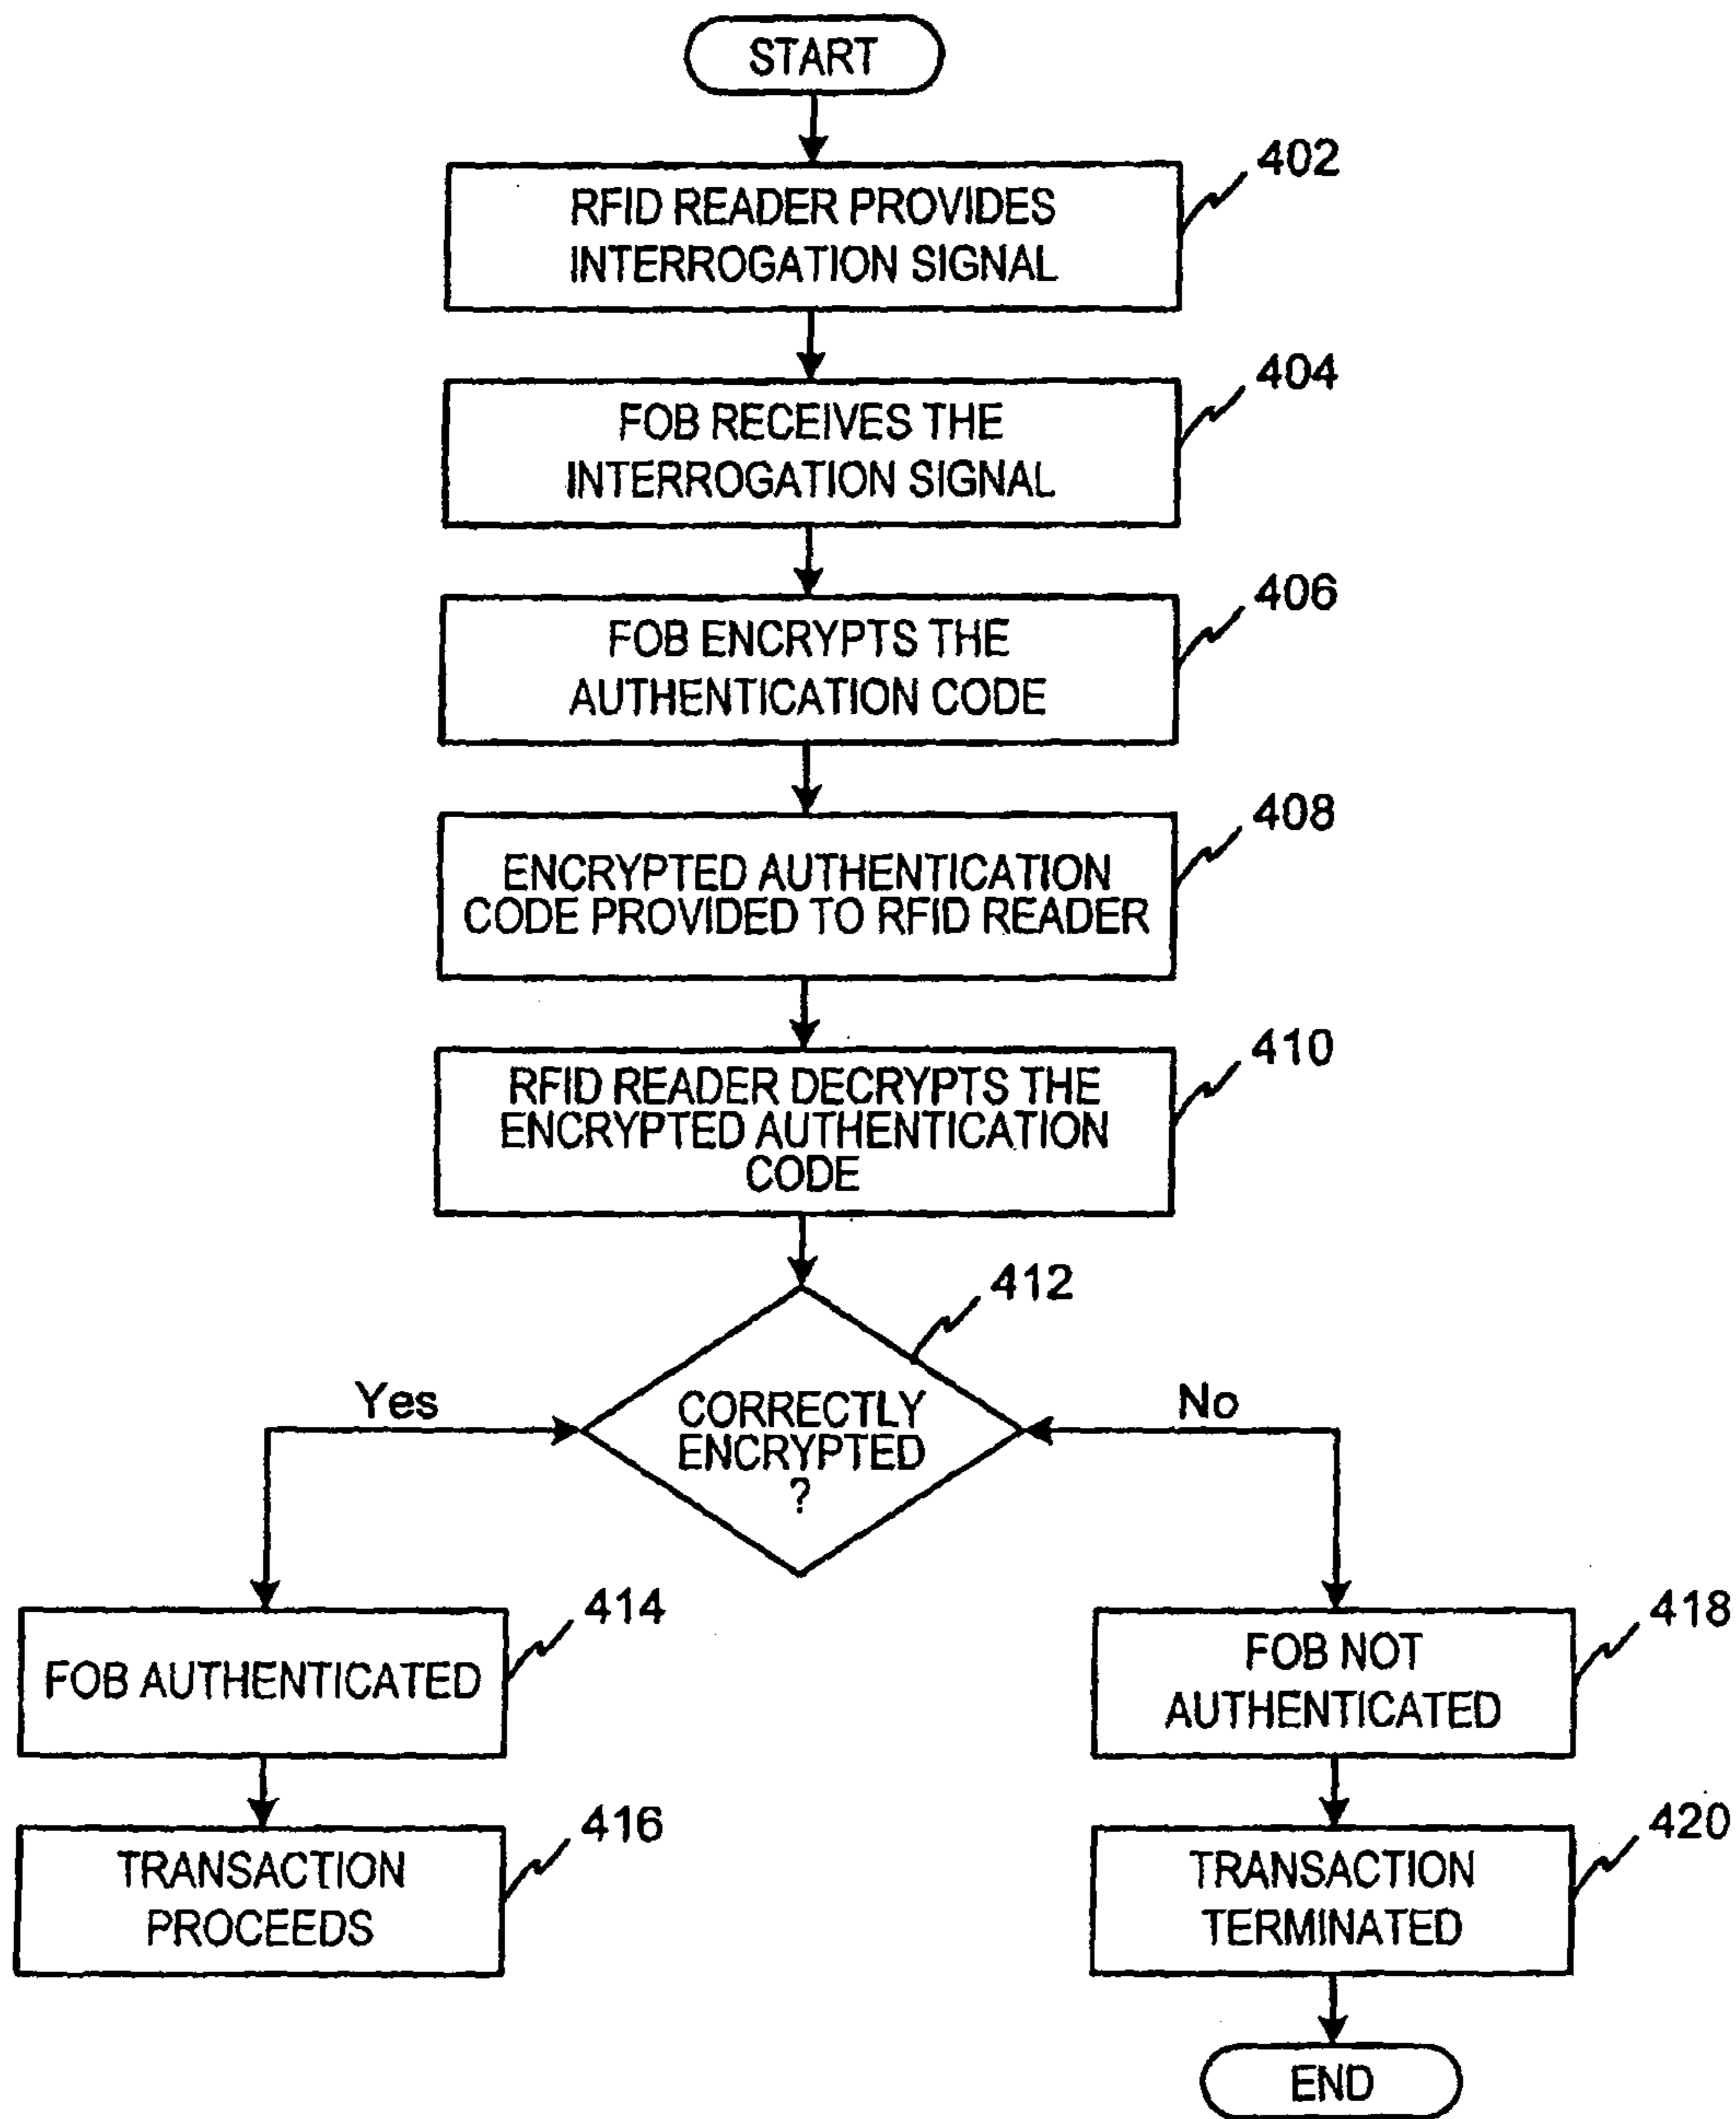 START
402
RFID READER PROVIDES
INTERROGATION SIGNAL
404
FOB RECEIVES THE
INTERROGATION SIGNAL
406
FOB ENCRYPTS THE
AUTHENTICATION CODE
408
ENCRYPTED AUTHENTICATION
CODE PROVIDED TO RFID READER
410
RFID READER DECRYPTS THE
ENCRYPTED AUTHENTICATION
CODE
412
Yes
CORRECTLY
ENCRYPTED
?
No
414
FOB AUTHENTICATED
418
FOB NOT
AUTHENTICATED
416
TRANSACTION
PROCEEDS
420
TRANSACTION
TERMINATED
END